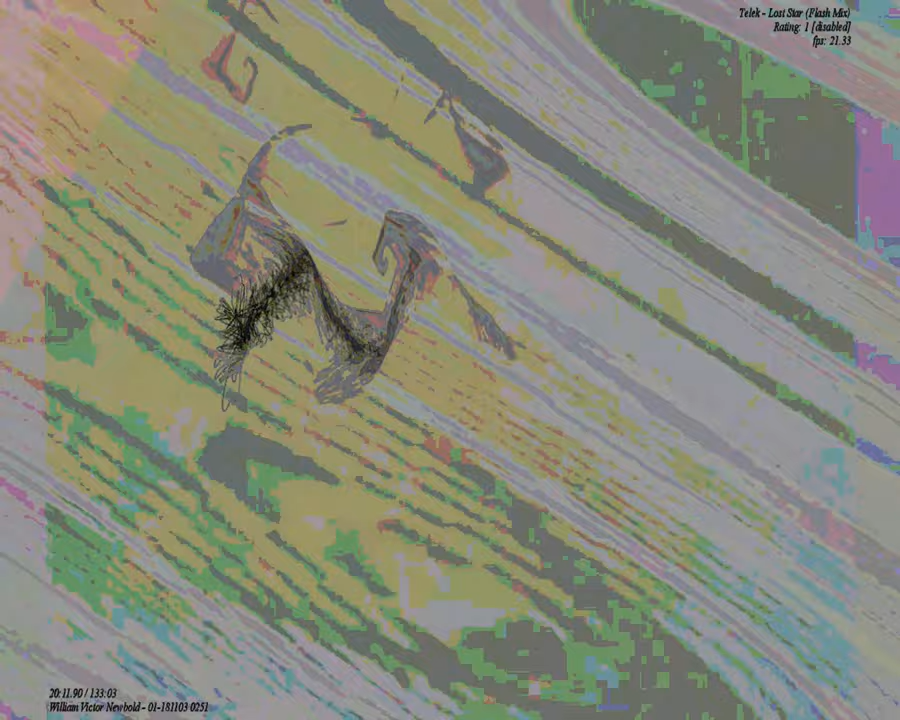 Telek - Lost Star (Flash Mix)
Rating: 1 [disabled]
fps: 21.33
20:11.90 / 133:03
William Victor Newbold - 01-181103 0251